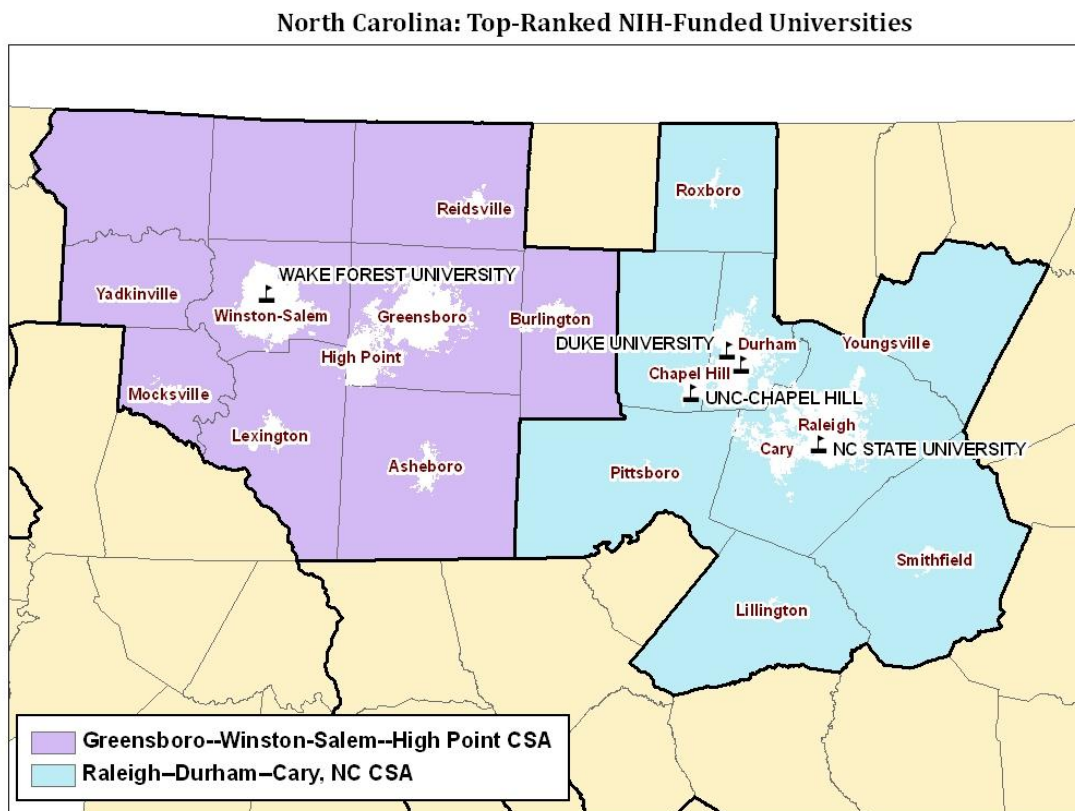 North Carolina: Top-Ranked NIH-Funded Universities
Roxboro
Reidsville
WAKE FOREST UNIVERSITY
Yadkinville
Winston-Salem
Greensboro
Burlington
High Point
DUKE UNIVERSITY
Durham
Youngsville
Chapel Hill
UNC-CHAPEL HILL
Mocksville
Lexington
Asheboro
Raleigh
Cary
NC STATE UNIVERSITY
Pittsboro
Smithfield
Lillington
Greensboro--Winston-Salem--High Point CSA
Raleigh--Durham--Cary, NC CSA